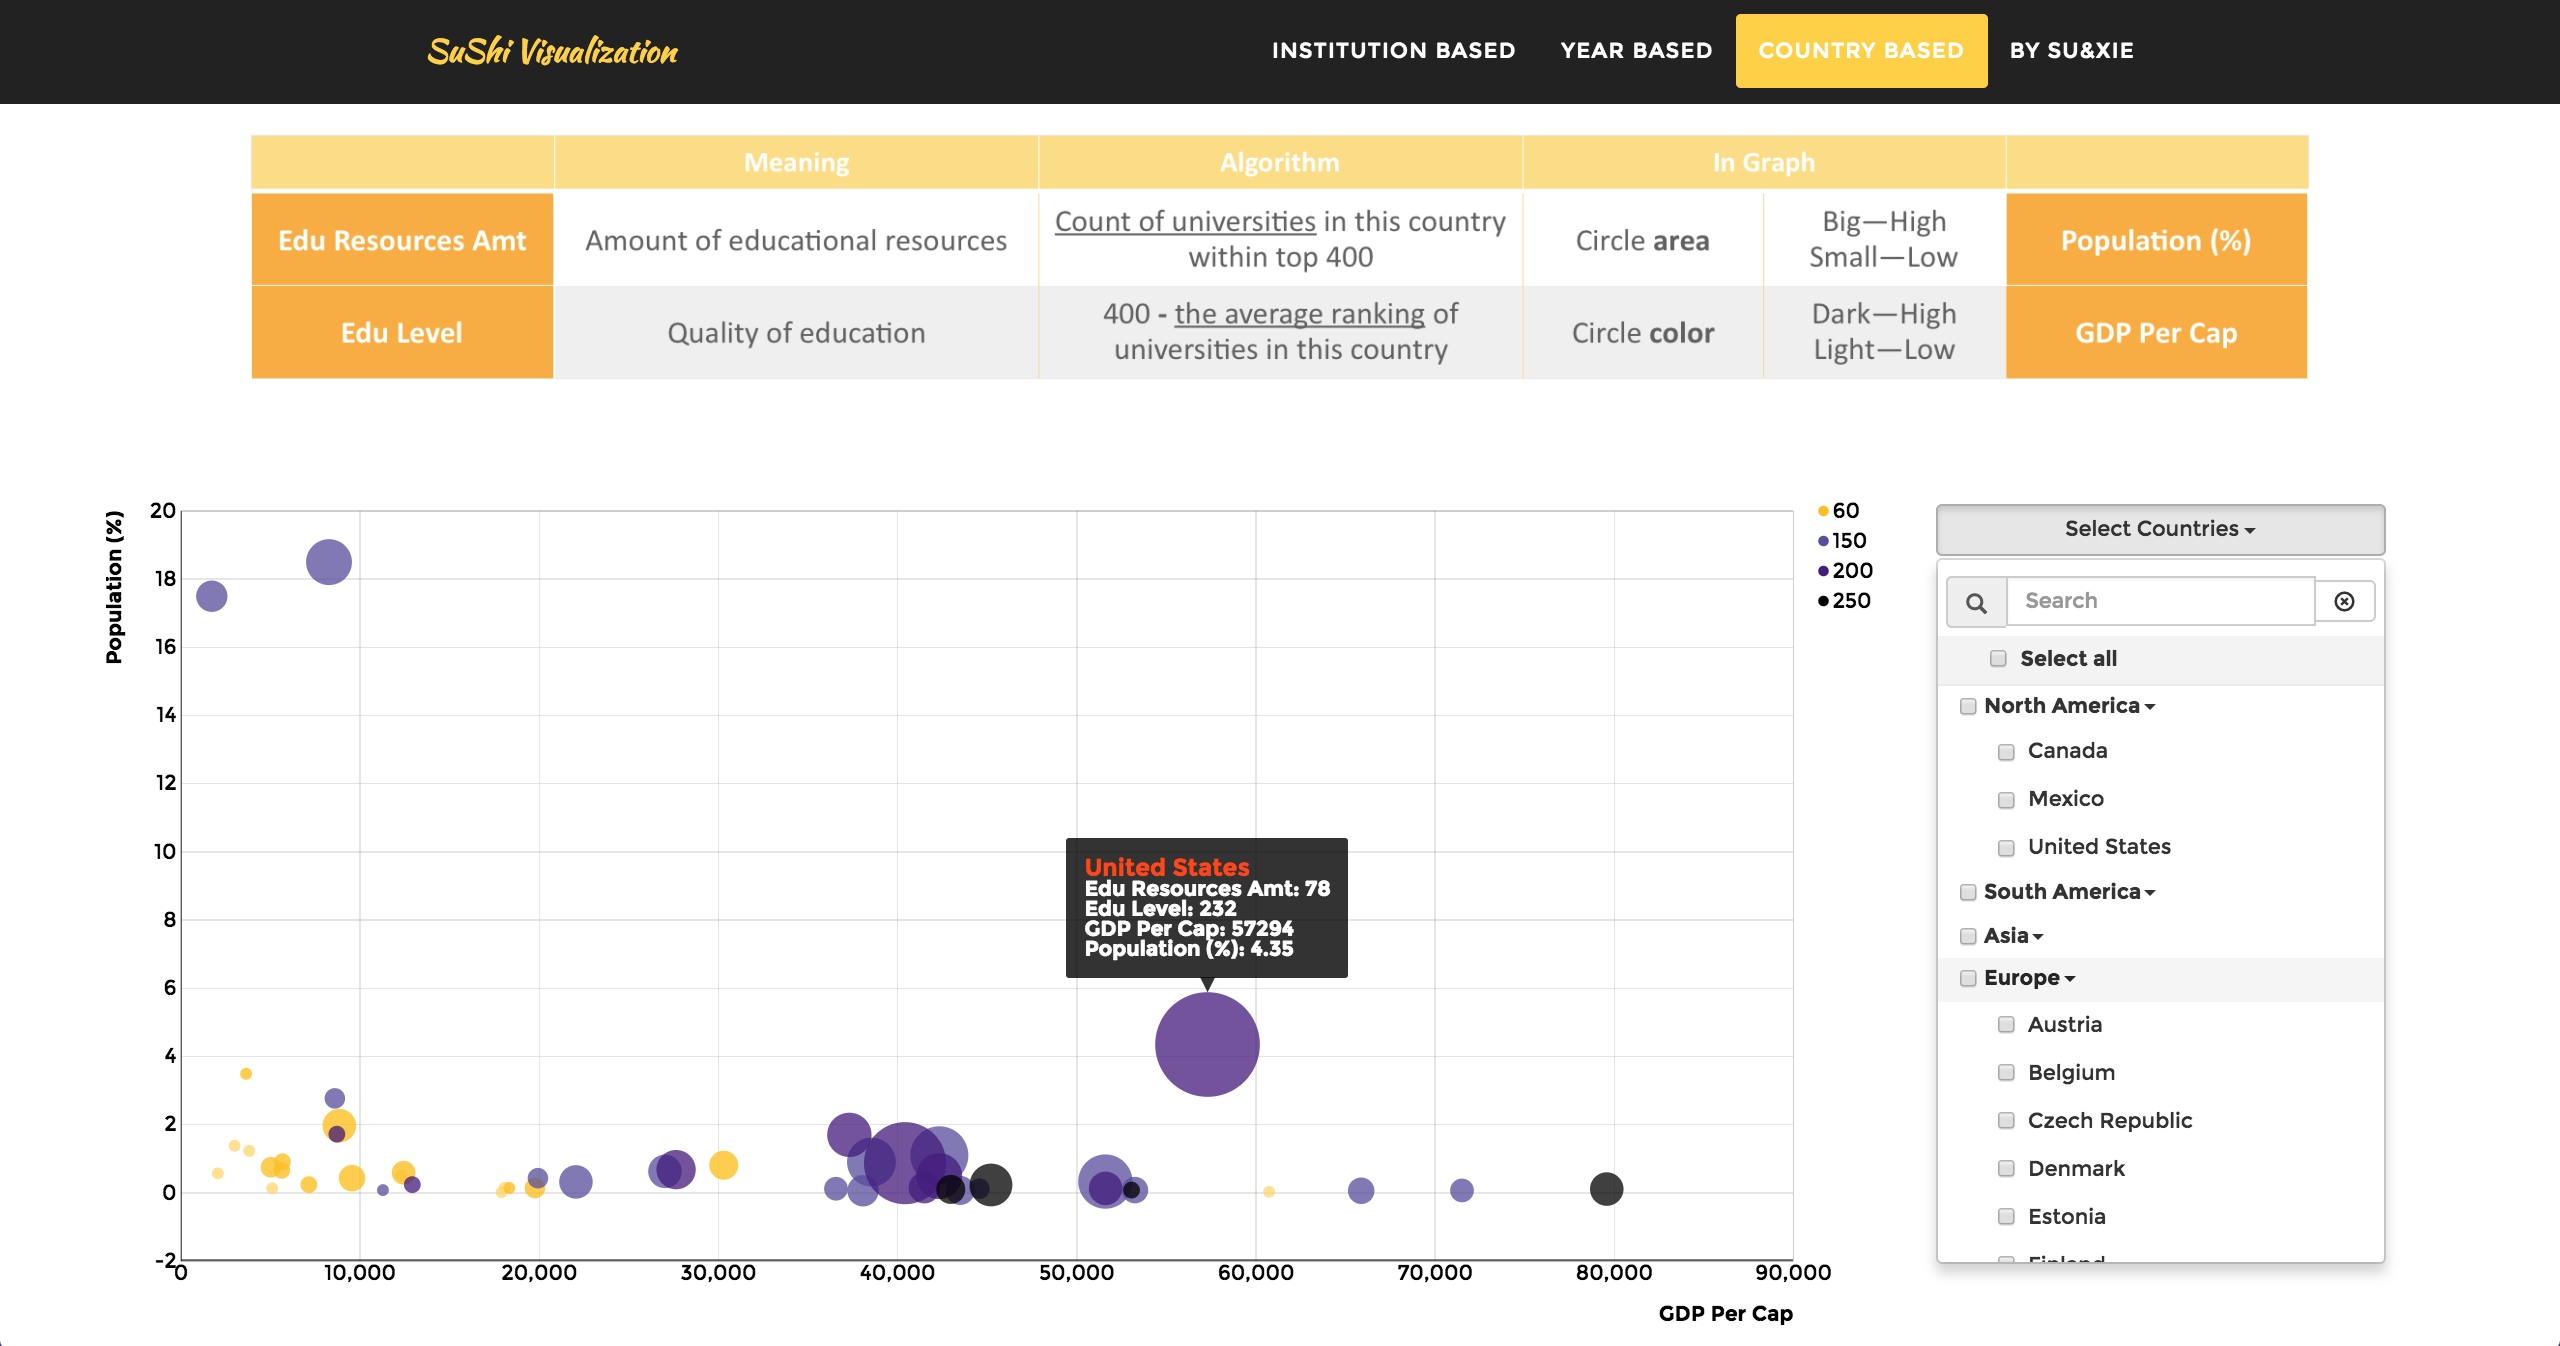 SuShi Visualization
INSTITUTION BASED
YEAR BASED
COUNTRY BASED
BY SU&XIE
Meaning
Algorithm
In Graph
Edu Resources Amt
Amount of educational resources
Count of universities in this country
within top 400
Circle area
Big—High
Small—Low
Population (%)
Edu Level
Quality of education
400 - the average ranking of
universities in this country
Circle color
Dark—High
Light—Low
GDP Per Cap
Population (%)
20
18
16
14
12
10
8
6
4
2
0
-2
0
10,000
20,000
30,000
40,000
50,000
60,000
70,000
80,000
90,000
GDP Per Cap
United States
Edu Resources Amt: 78
Edu Level: 232
GDP Per Cap: 57294
Population (%): 4.35
60
150
200
250
Select Countries
Search
Select all
North America
Canada
Mexico
United States
South America
Asia
Europe
Austria
Belgium
Czech Republic
Denmark
Estonia
Finland